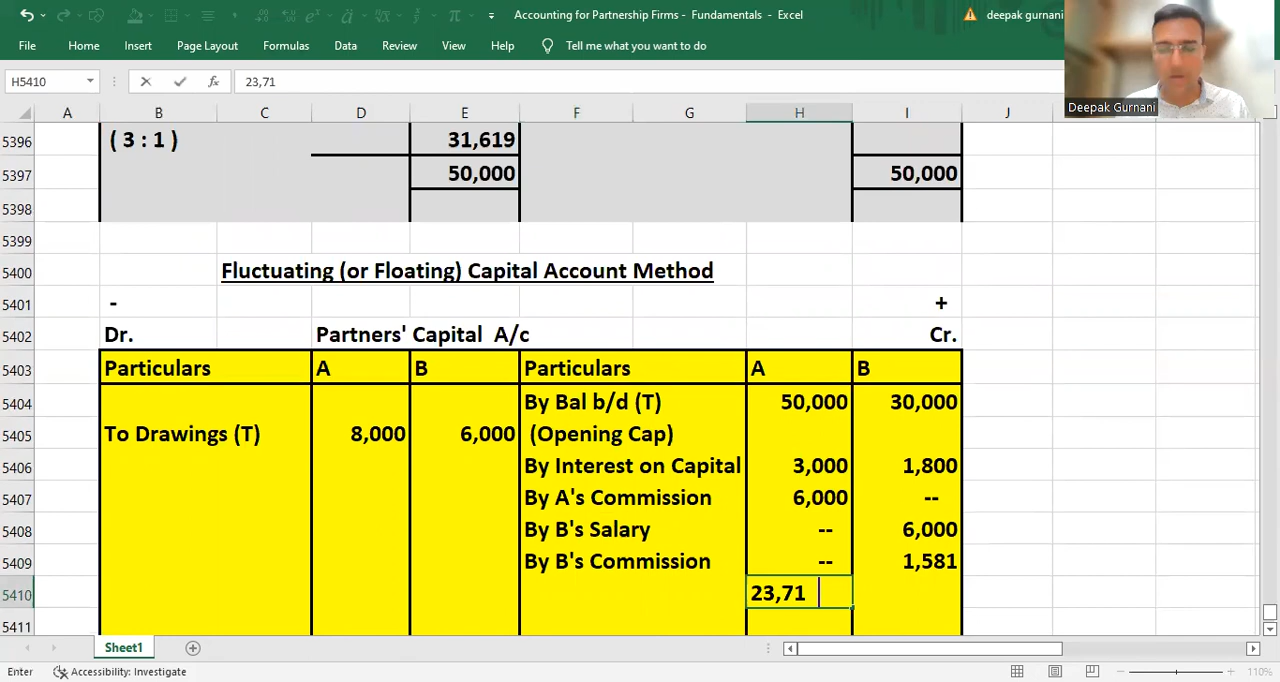 Accounting for Partnership Firms - Fundamentals - Excel
deepak gurnani
File Home Insert Page Layout Formulas Data Review View Help Tell me what you want to do
Deepak Gurnani
H5410 fx 23,71
A B C D E F G H I J
5396 ( 3 : 1 ) 31,619
5397 50,000 50,000
5398
5399
5400 Fluctuating (or Floating) Capital Account Method
5401 - +
5402 Dr. Partners' Capital A/c Cr.
5403 Particulars A B Particulars A B
5404 By Bal b/d (T) 50,000 30,000
5405 To Drawings (T) 8,000 6,000 (Opening Cap)
5406 By Interest on Capital 3,000 1,800
5407 By A's Commission 6,000 --
5408 By B's Salary -- 6,000
5409 By B's Commission -- 1,581
5410 23,71
5411
Sheet1
Enter Accessibility: Investigate 110%